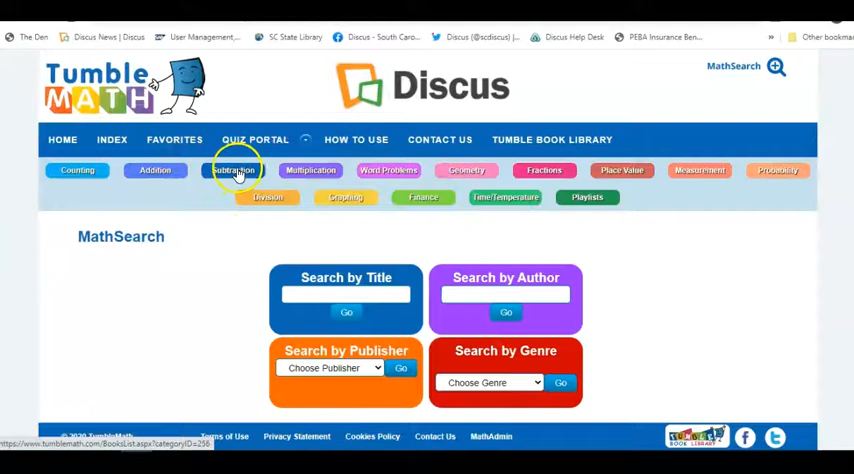 The Den
Discus News | Discus
User Management,...
SC State Library
Discus - South Caro...
Discus (@scdiscus) |...
Discus Help Desk
PEBA Insurance Ben...
»
Other bookmar
Tumble
MATH
Discus
MathSearch
HOME INDEX FAVORITES QUIZ PORTAL HOW TO USE CONTACT US TUMBLE BOOK LIBRARY
Counting Addition Subtraction Multiplication Word Problems Geometry Fractions Place Value Measurement Probability
Division Graphing Finance Time/Temperature Playlists
MathSearch
Search by Title
Go
Search by Author
Go
Search by Publisher
Choose Publisher Go
Search by Genre
Choose Genre Go
© 2020 TumbleMath Terms of Use Privacy Statement Cookies Policy Contact Us MathAdmin
https://www.tumblemath.com/BooksList.aspx?categoryID=256